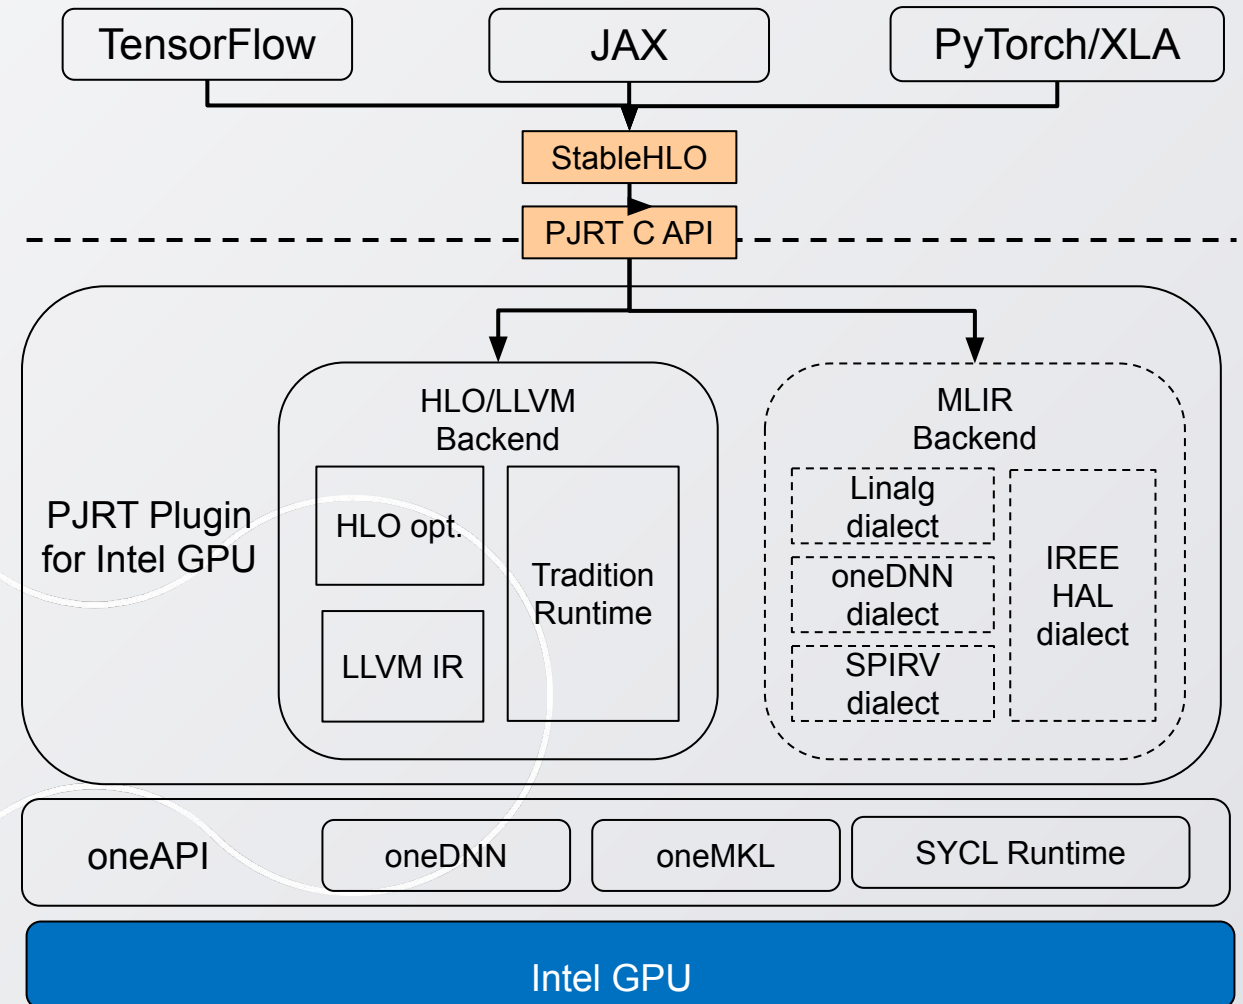 TensorFlow
JAX
PyTorch/XLA
StableHLO
PJRT C API
PJRT Plugin
for Intel GPU
HLO/LLVM
Backend
HLO opt.
LLVM IR
Tradition
Runtime
MLIR
Backend
Linalg
dialect
oneDNN
dialect
SPIRV
dialect
IREE
HAL
dialect
oneAPI
oneDNN
oneMKL
SYCL Runtime
Intel GPU